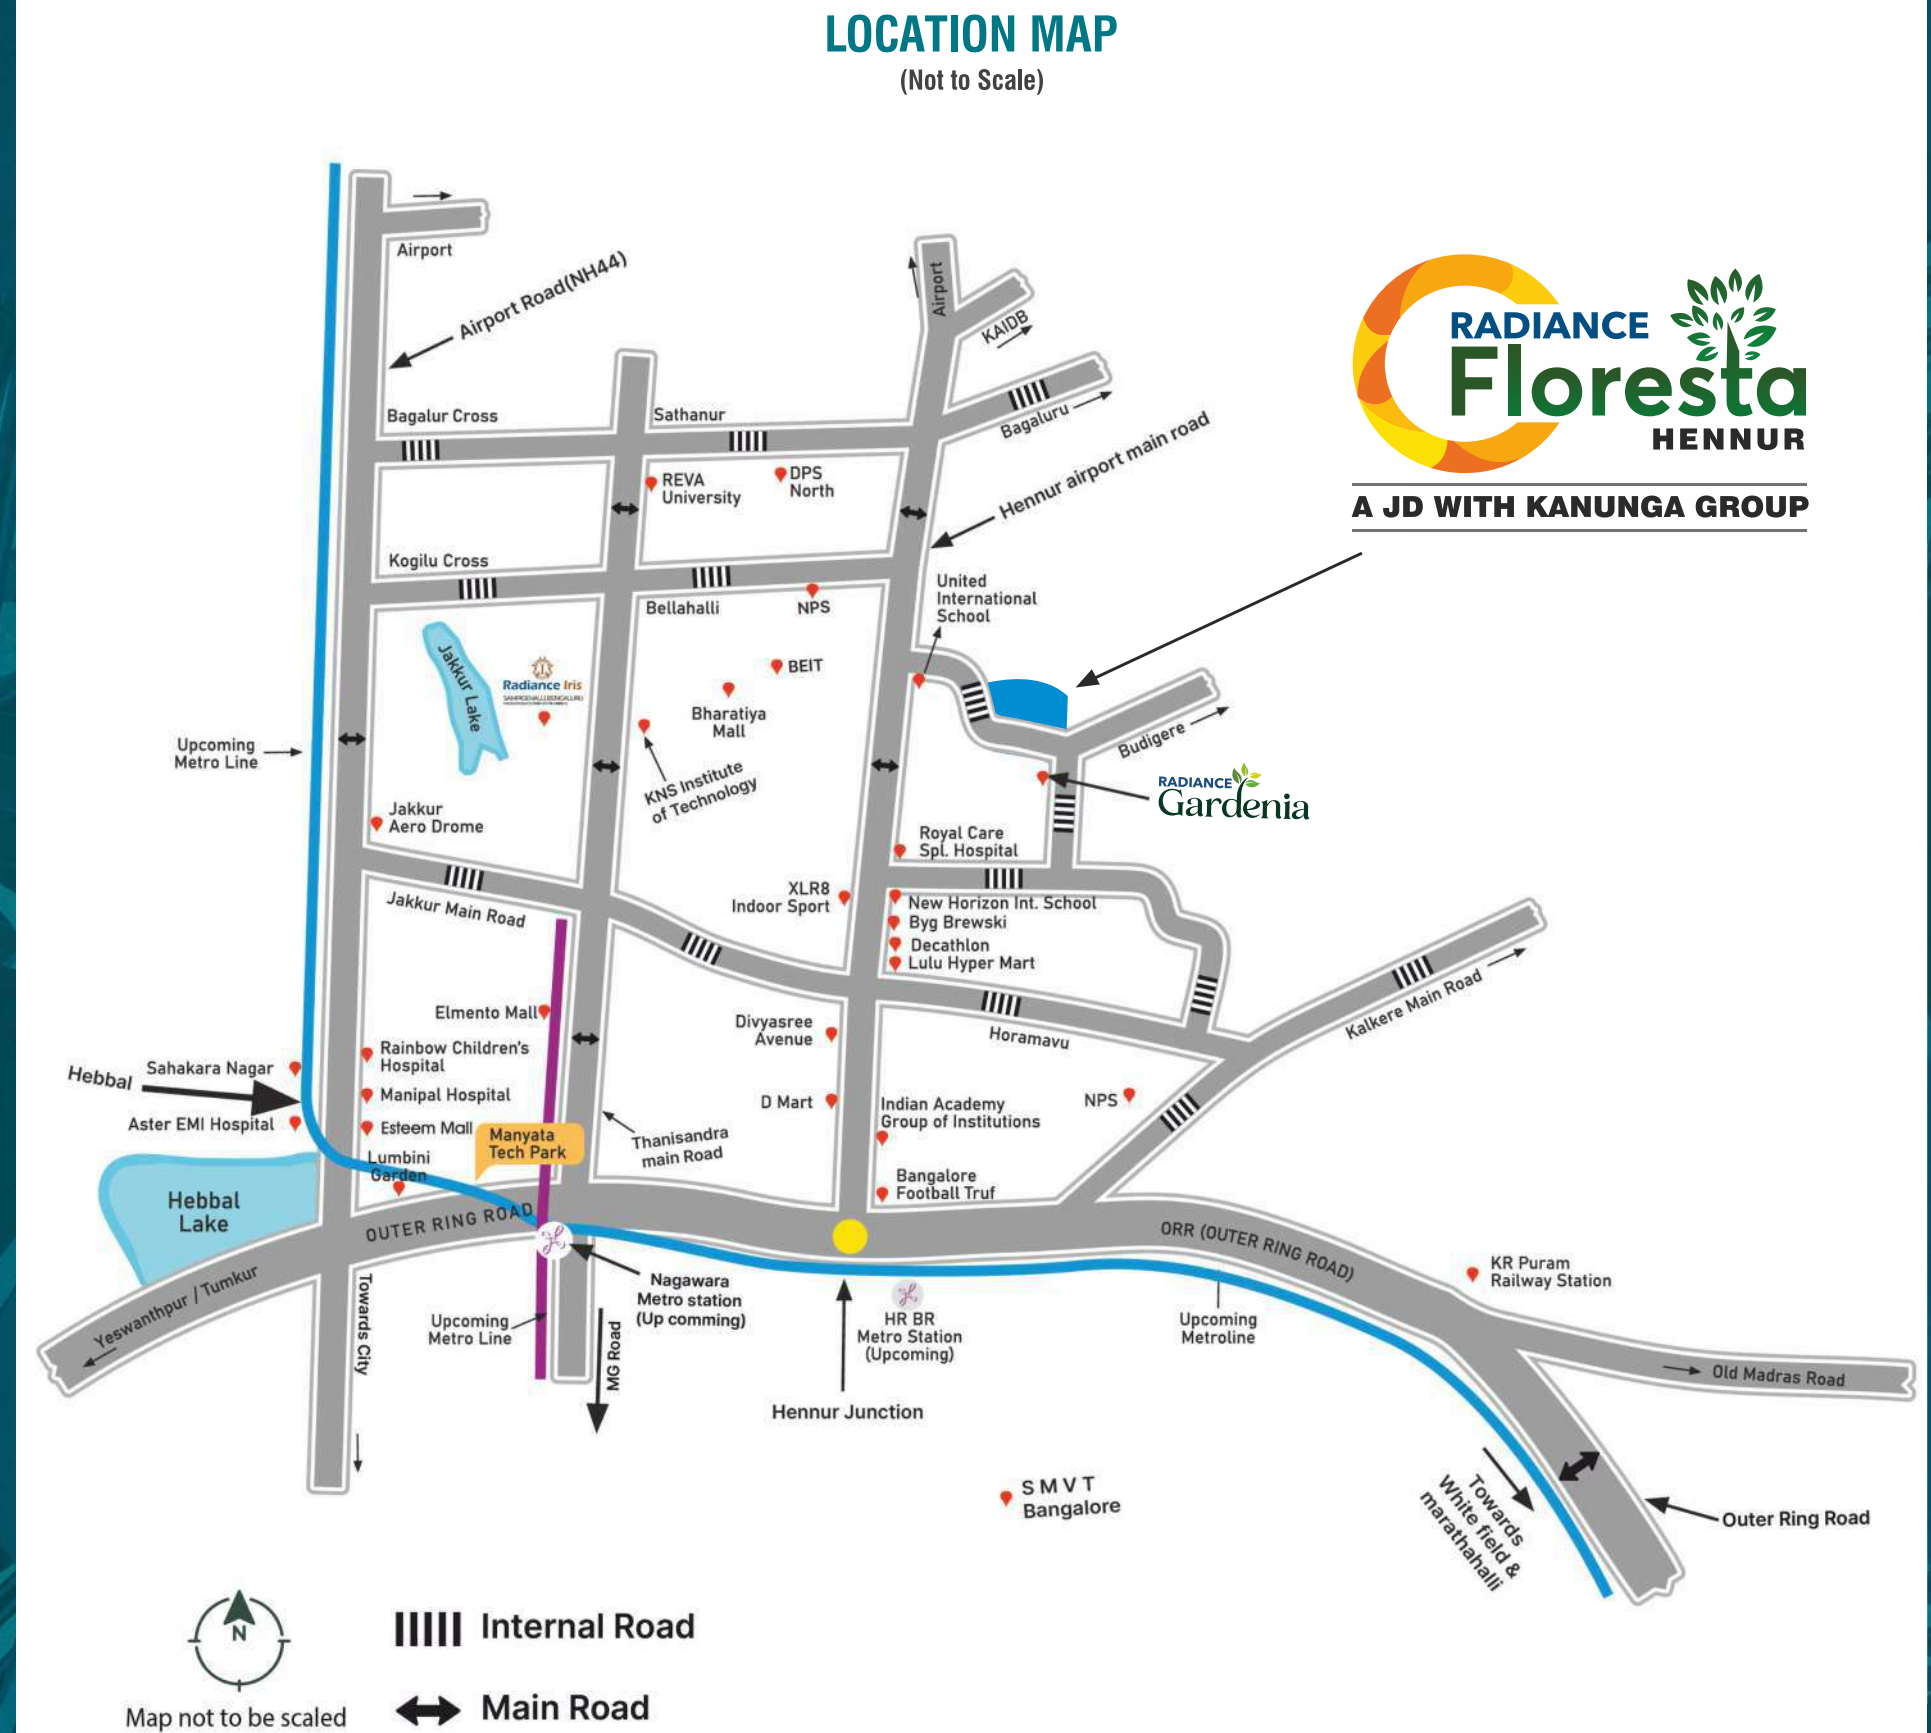 LOCATION MAP
(Not to Scale)
Airport
Airport Road(NH44)
Airport
KAIDB
Bagaluru
Hennur airport main road
RADIANCE
Floresta
HENNUR
A JD WITH KANUNGA GROUP
Bagalur Cross
Sathanur
REVA
University
DPS
North
Kogilu Cross
Bellahalli
NPS
United
International
School
Jakkur Lake
Radiance Iris
BEIT
Bharatiya
Mall
KNS Institute
of Technology
Upcoming
Metro Line
Budigere
RADIANCE
Gardenia
Jakkur
Aero Drome
Royal Care
Spl. Hospital
XLR8
Indoor Sport
New Horizon Int. School
Byg Brewski
Decathlon
Lulu Hyper Mart
Jakkur Main Road
Elmento Mall
Divyasree
Avenue
Horamavu
Kalkere Main Road
Rainbow Children's
Hospital
Sahakara Nagar
Hebbal
Manipal Hospital
D Mart
NPS
Indian Academy
Group of Institutions
Aster EMI Hospital
Esteem Mall
Manyata
Tech Park
Thanisandra
main Road
Lumbini
Garden
Bangalore
Football Truf
Hebbal
Lake
OUTER RING ROAD
ORR (OUTER RING ROAD)
KR Puram
Railway Station
Yeswanthpur / Tumkur
Towards City
Nagawara
Metro station
(Up comming)
Upcoming
Metro Line
MG Road
HR BR
Metro Station
(Upcoming)
Upcoming
Metroline
Old Madras Road
Hennur Junction
S M V T
Bangalore
Towards
White field &
marathahalli
Outer Ring Road
N
Map not to be scaled
Internal Road
Main Road